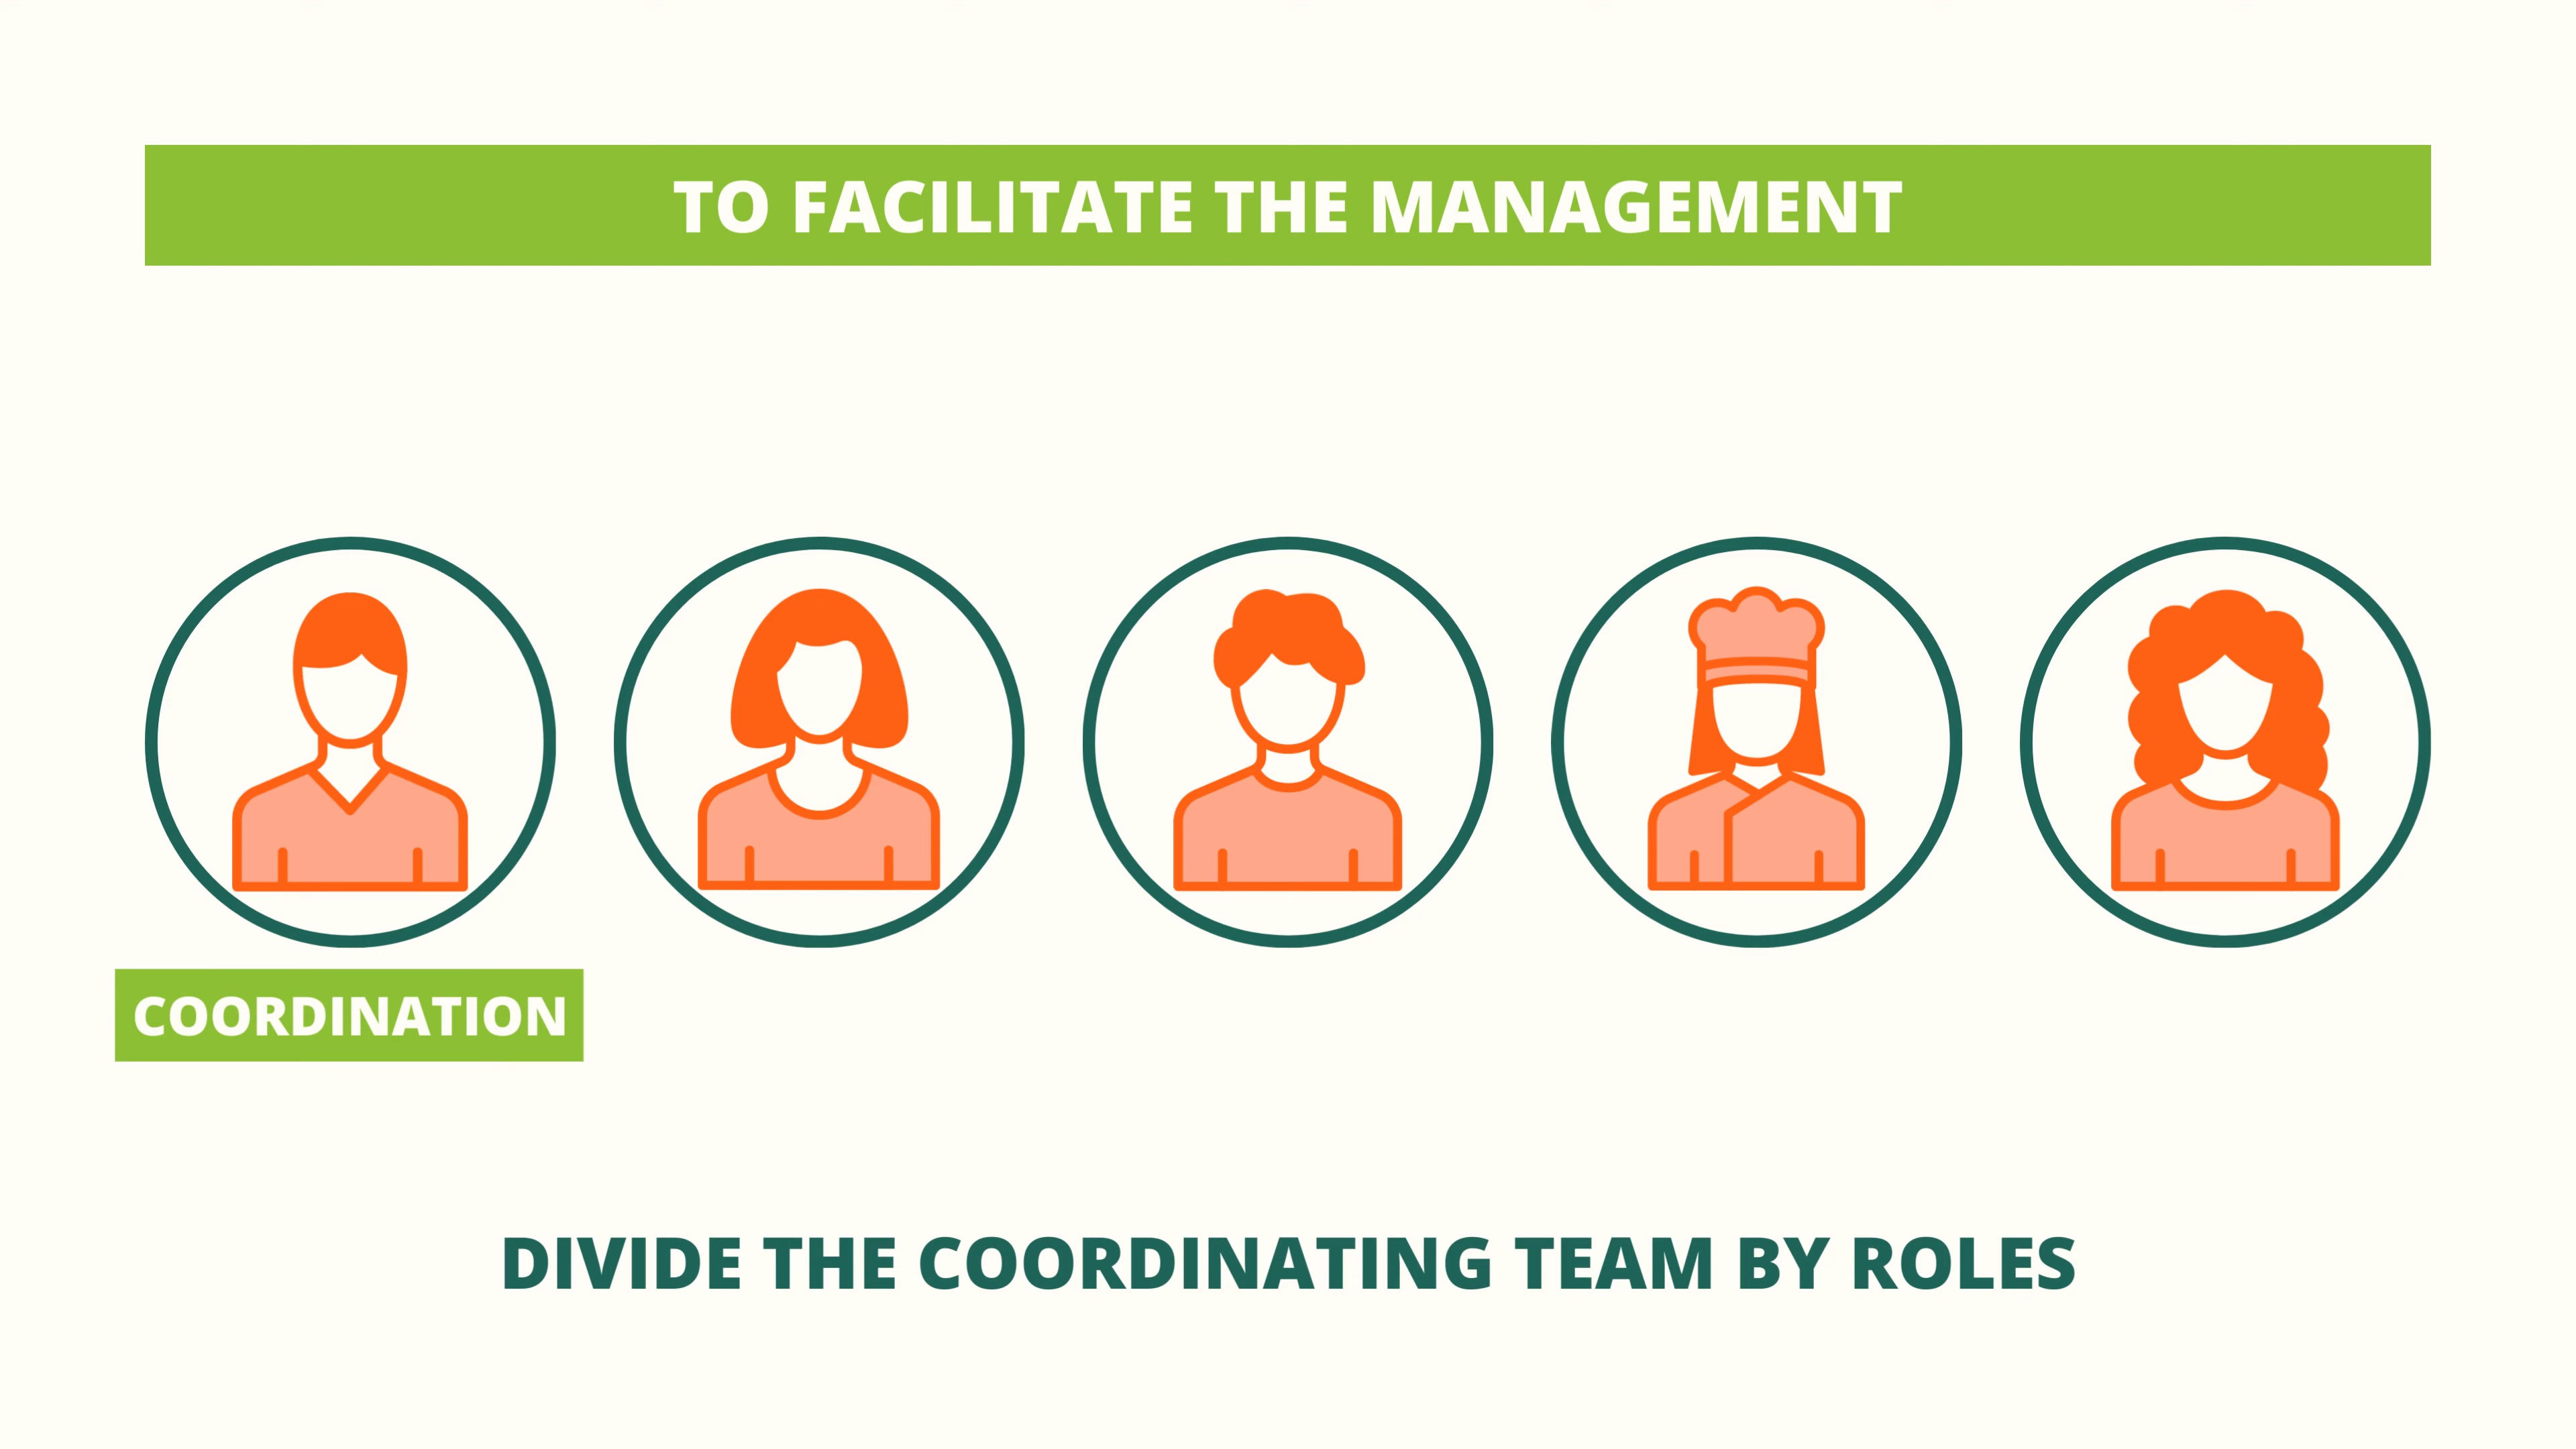 TO FACILITATE THE MANAGEMENT
COORDINATION
DIVIDE THE COORDINATING TEAM BY ROLES